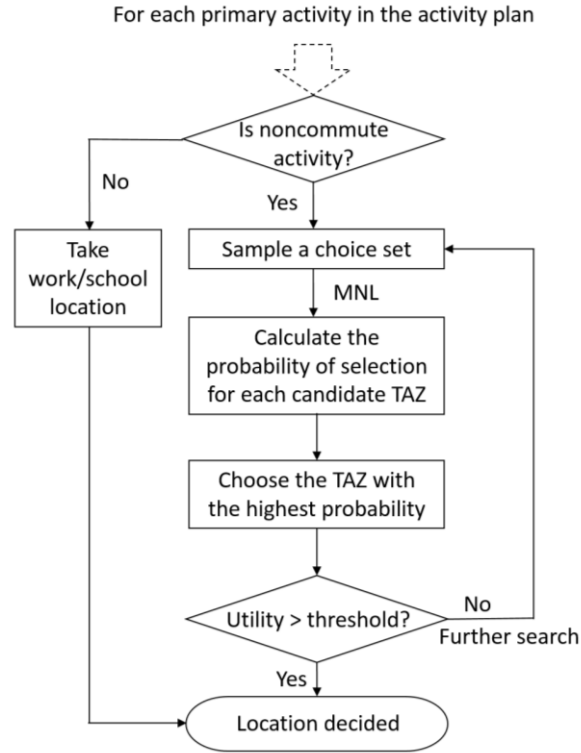 For each primary activity in the activity plan
Is noncommute
activity?
No
Yes
Take
work/school
location
Sample a choice set
MNL
Calculate the
probability of selection
for each candidate TAZ
Choose the TAZ with
the highest probability
Utility > threshold?
No
Further search
Yes
Location decided